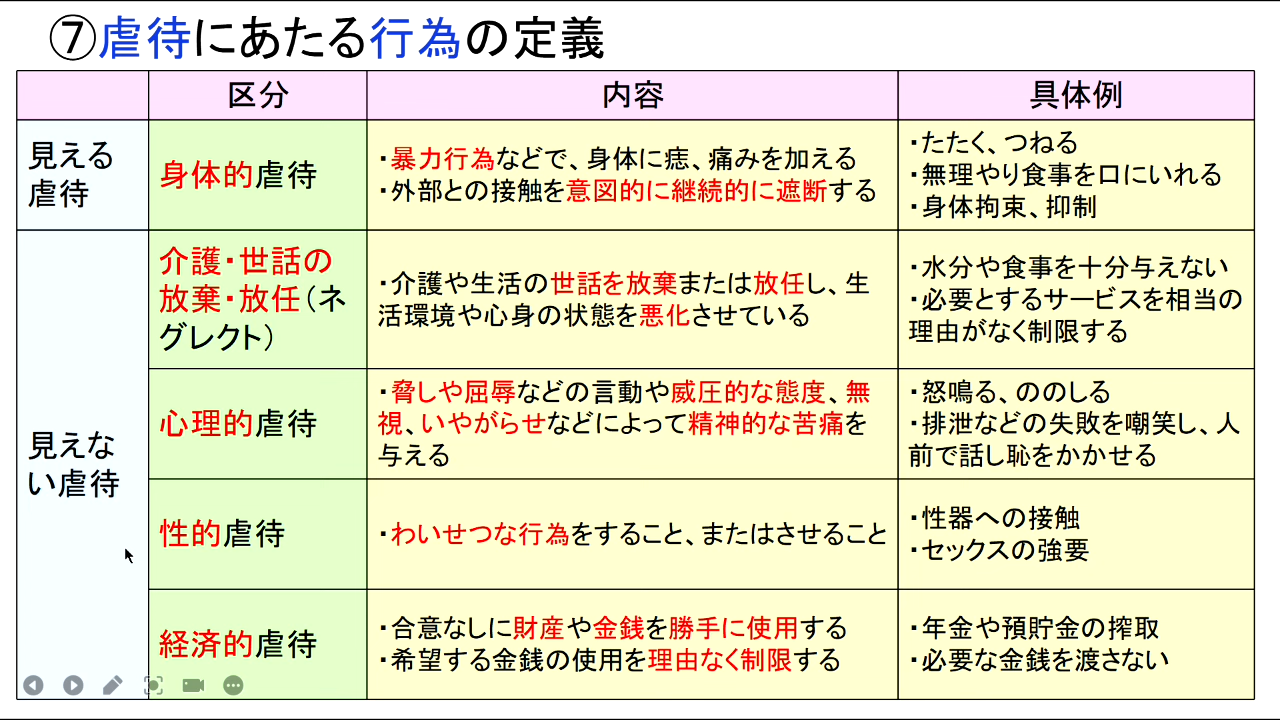 ⑦虐待にあたる行為の定義
区分
内容
具体例
見える
虐待
身体的虐待
・暴力行為などで、身体に痣、痛みを加える
・外部との接触を意図的に継続的に遮断する
・たたく、つねる
・無理やり食事を口にいれる
・身体拘束、抑制
見えな
い虐待
介護・世話の
放棄・放任（ネ
グレクト）
・介護や生活の世話を放棄または放任し、生
活環境や心身の状態を悪化させている
・水分や食事を十分与えない
・必要とするサービスを相当の
理由がなく制限する
心理的虐待
・脅しや屈辱などの言動や威圧的な態度、無
視、いやがらせなどによって精神的な苦痛を
与える
・怒鳴る、ののしる
・排泄などの失敗を嘲笑し、人
前で話し恥をかかせる
性的虐待
・わいせつな行為をすること、またはさせること
・性器への接触
・セックスの強要
経済的虐待
・合意なしに財産や金銭を勝手に使用する
・希望する金銭の使用を理由なく制限する
・年金や預貯金の搾取
・必要な金銭を渡さない